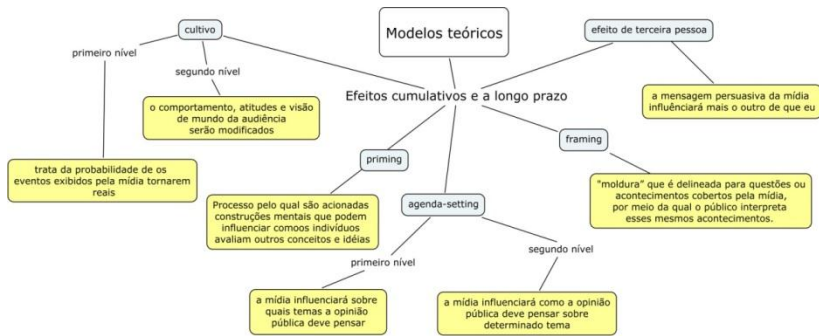 Modelos teóricos
Efeitos cumulativos e a longo prazo
cultivo
primeiro nível
segundo nível
o comportamento, atitudes e visão
de mundo da audiência
serão modificados
trata da probabilidade de os
eventos exibidos pela mídia tornarem
reais
priming
Processo pelo qual são acionadas
construções mentais que podem
influenciar comoos indivíduos
avaliam outros conceitos e idéias
agenda-setting
primeiro nível
segundo nível
a mídia influenciará sobre
quais temas a opinião
pública deve pensar
a mídia influenciará como a opinião
pública deve pensar sobre
determinado tema
framing
"moldura" que é delineada para questões ou
acontecimentos cobertos pela mídia,
por meio da qual o público interpreta
esses mesmos acontecimentos.
efeito de terceira pessoa
a mensagem persuasiva da mídia
influênciará mais o outro de que eu